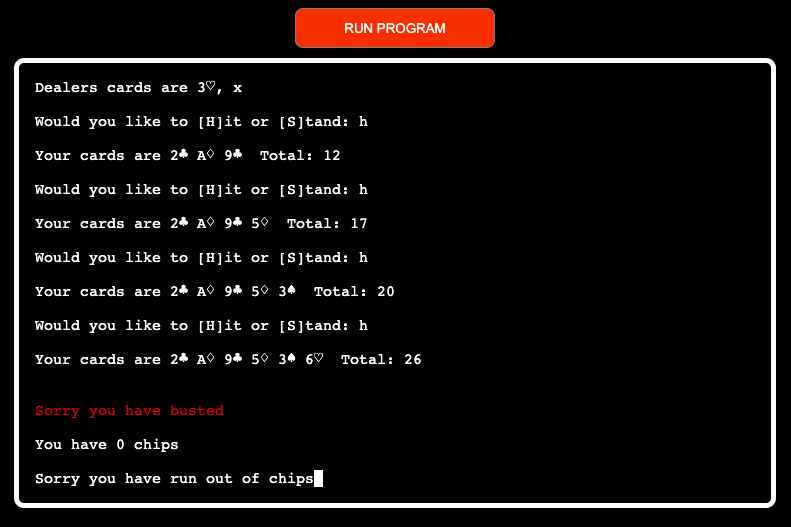 RUN PROGRAM
Dealers cards are 3♡, x
Would you like to [H]it or [S]tand: h
Your cards are 2♣ A♢ 9♣  Total: 12
Would you like to [H]it or [S]tand: h
Your cards are 2♣ A♢ 9♣ 5♢  Total: 17
Would you like to [H]it or [S]tand: h
Your cards are 2♣ A♢ 9♣ 5♢ 3♠  Total: 20
Would you like to [H]it or [S]tand: h
Your cards are 2♣ A♢ 9♣ 5♢ 3♠ 6♡  Total: 26
Sorry you have busted
You have 0 chips
Sorry you have run out of chips